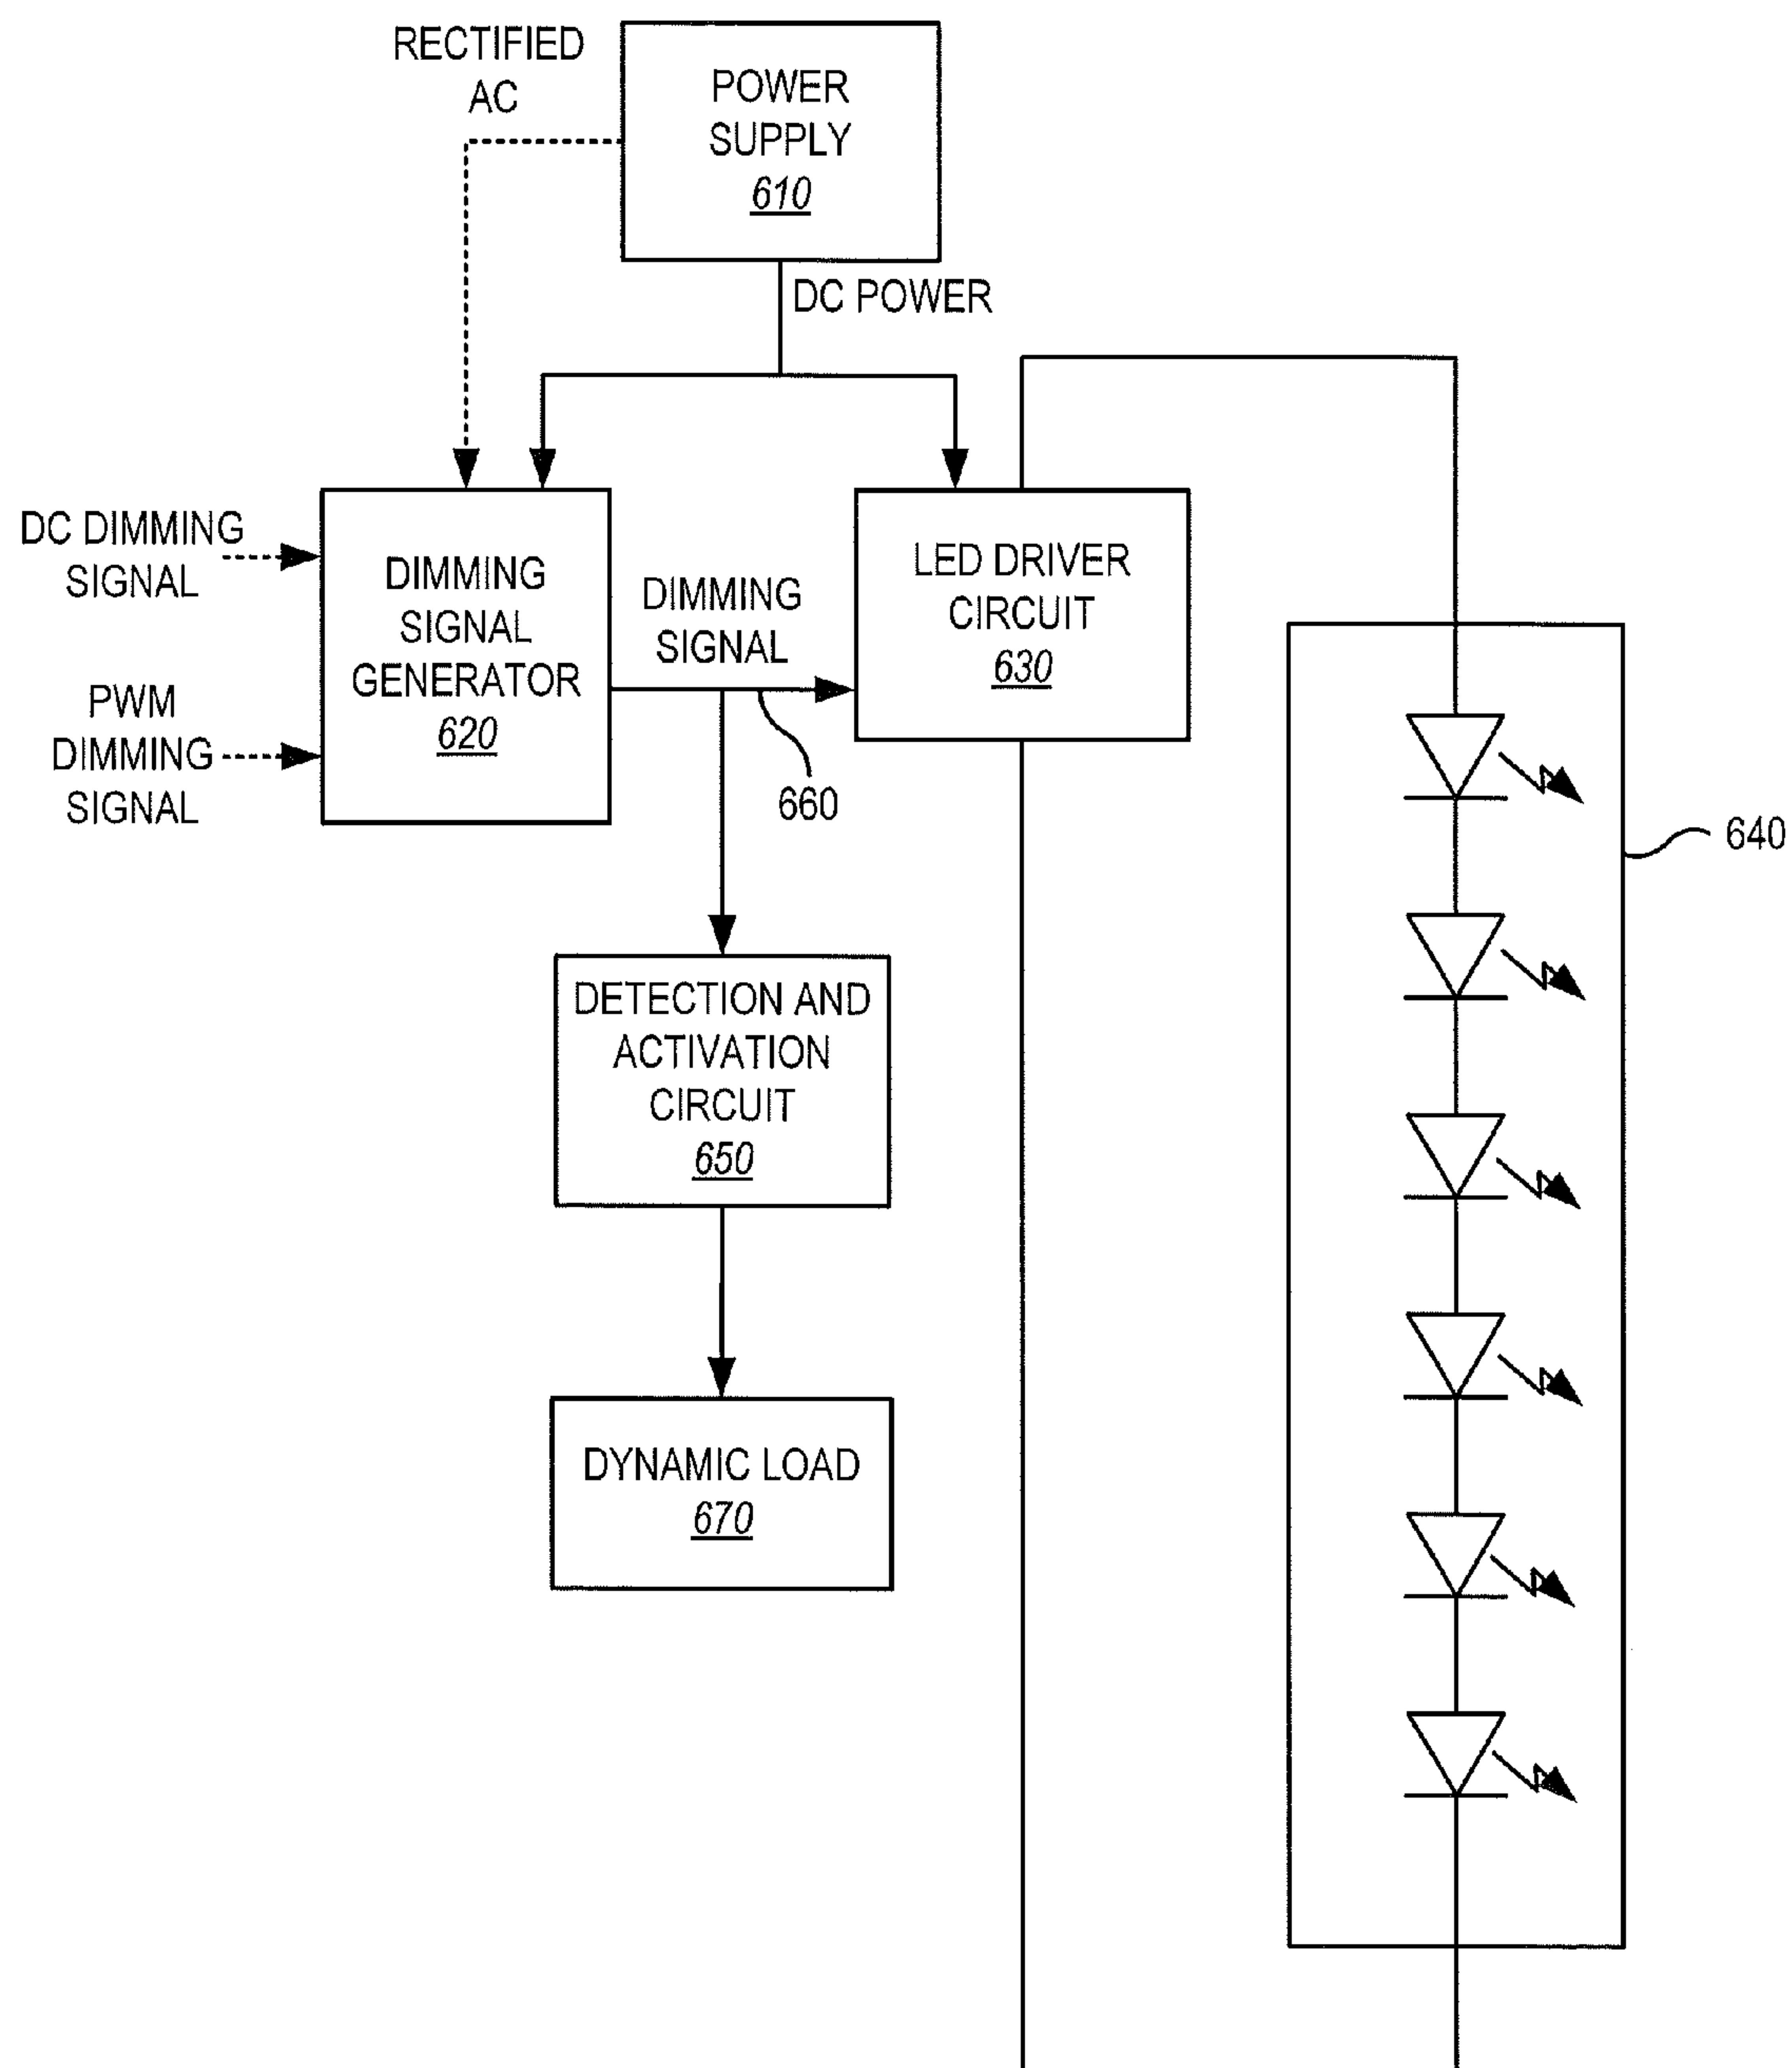 RECTIFIED
AC
POWER
SUPPLY
610
DC POWER
DC DIMMING
SIGNAL
PWM
DIMMING
SIGNAL
DIMMING
SIGNAL
GENERATOR
620
DIMMING
SIGNAL
660
LED DRIVER
CIRCUIT
630
640
DETECTION AND
ACTIVATION
CIRCUIT
650
DYNAMIC LOAD
670